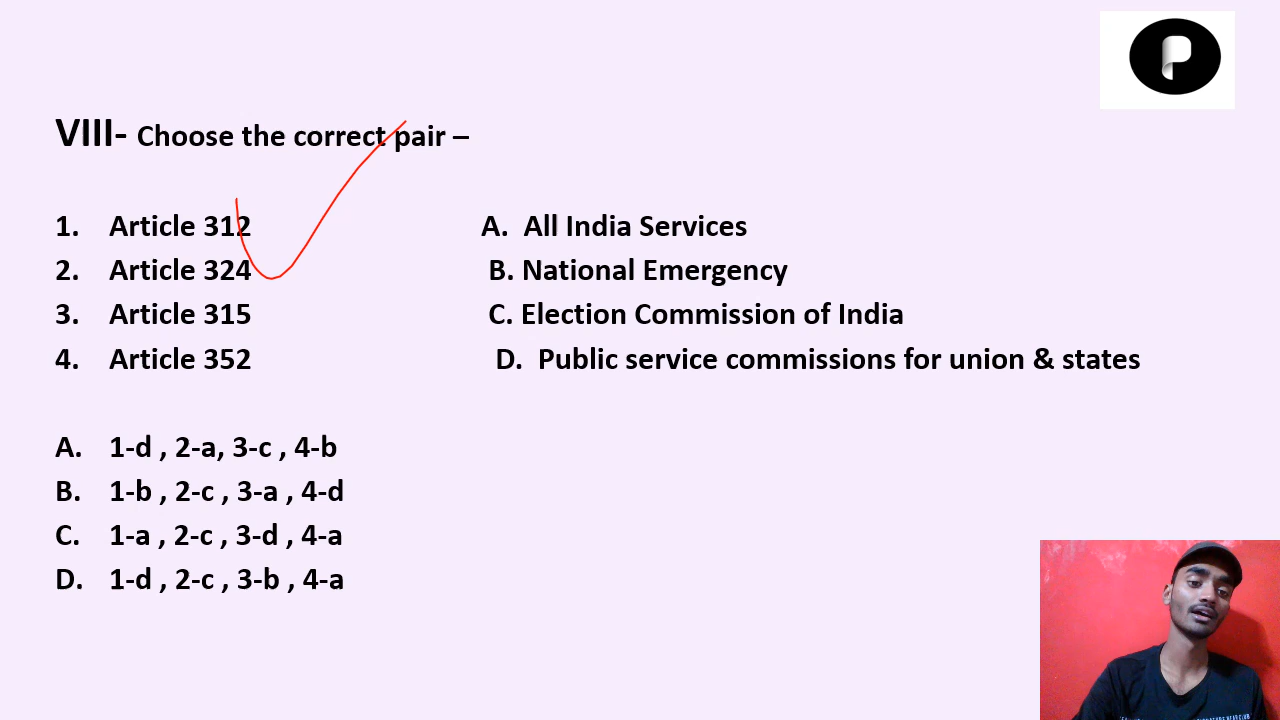 P
VIII- Choose the correct pair –
1. Article 312 A. All India Services
2. Article 324 B. National Emergency
3. Article 315 C. Election Commission of India
4. Article 352 D. Public service commissions for union & states
A. 1-d , 2-a, 3-c , 4-b
B. 1-b , 2-c , 3-a , 4-d
C. 1-a , 2-c , 3-d , 4-a
D. 1-d , 2-c , 3-b , 4-a